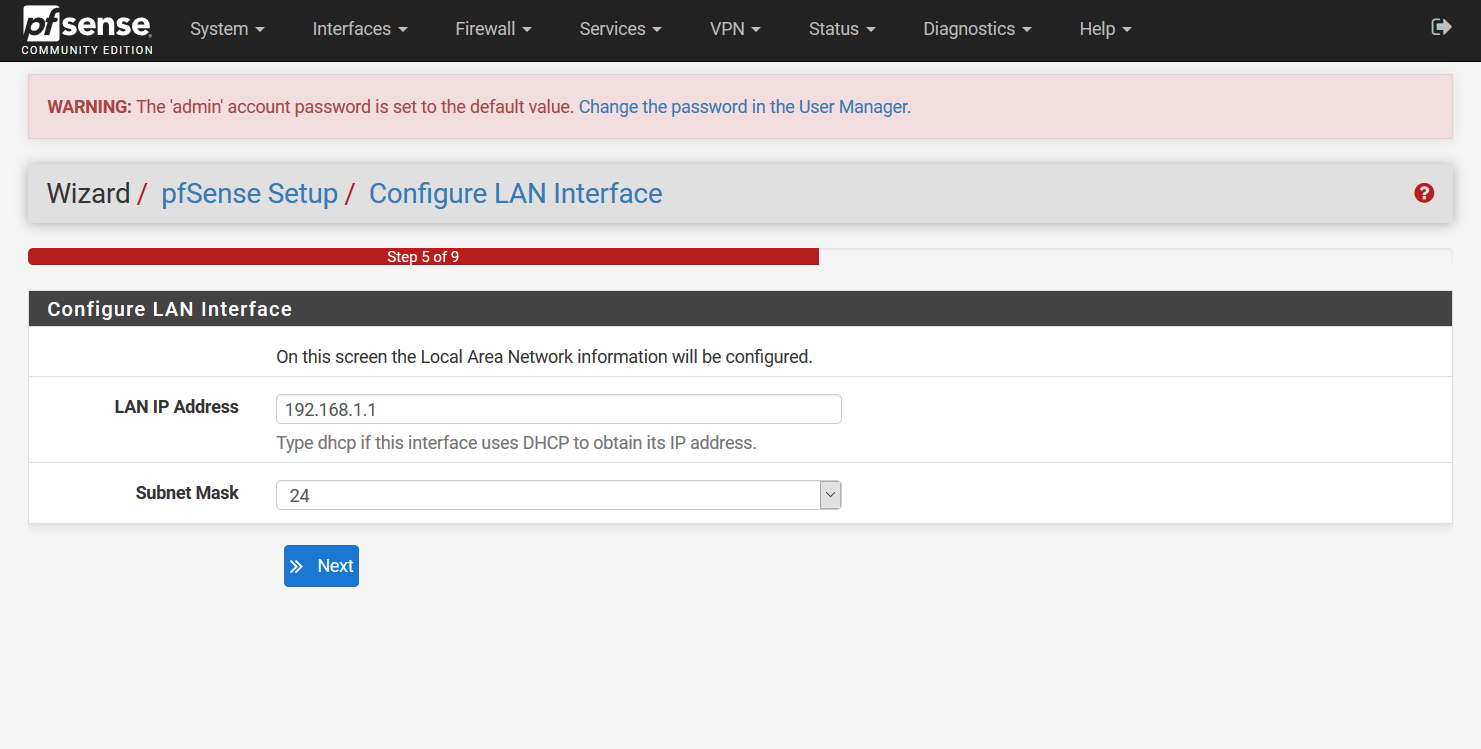 pfsense
COMMUNITY EDITION
System Interfaces Firewall Services VPN Status Diagnostics Help
WARNING: The 'admin' account password is set to the default value. Change the password in the User Manager.
Wizard / pfSense Setup / Configure LAN Interface
Step 5 of 9
Configure LAN Interface
On this screen the Local Area Network information will be configured.
LAN IP Address 192.168.1.1
Type dhcp if this interface uses DHCP to obtain its IP address.
Subnet Mask 24
Next